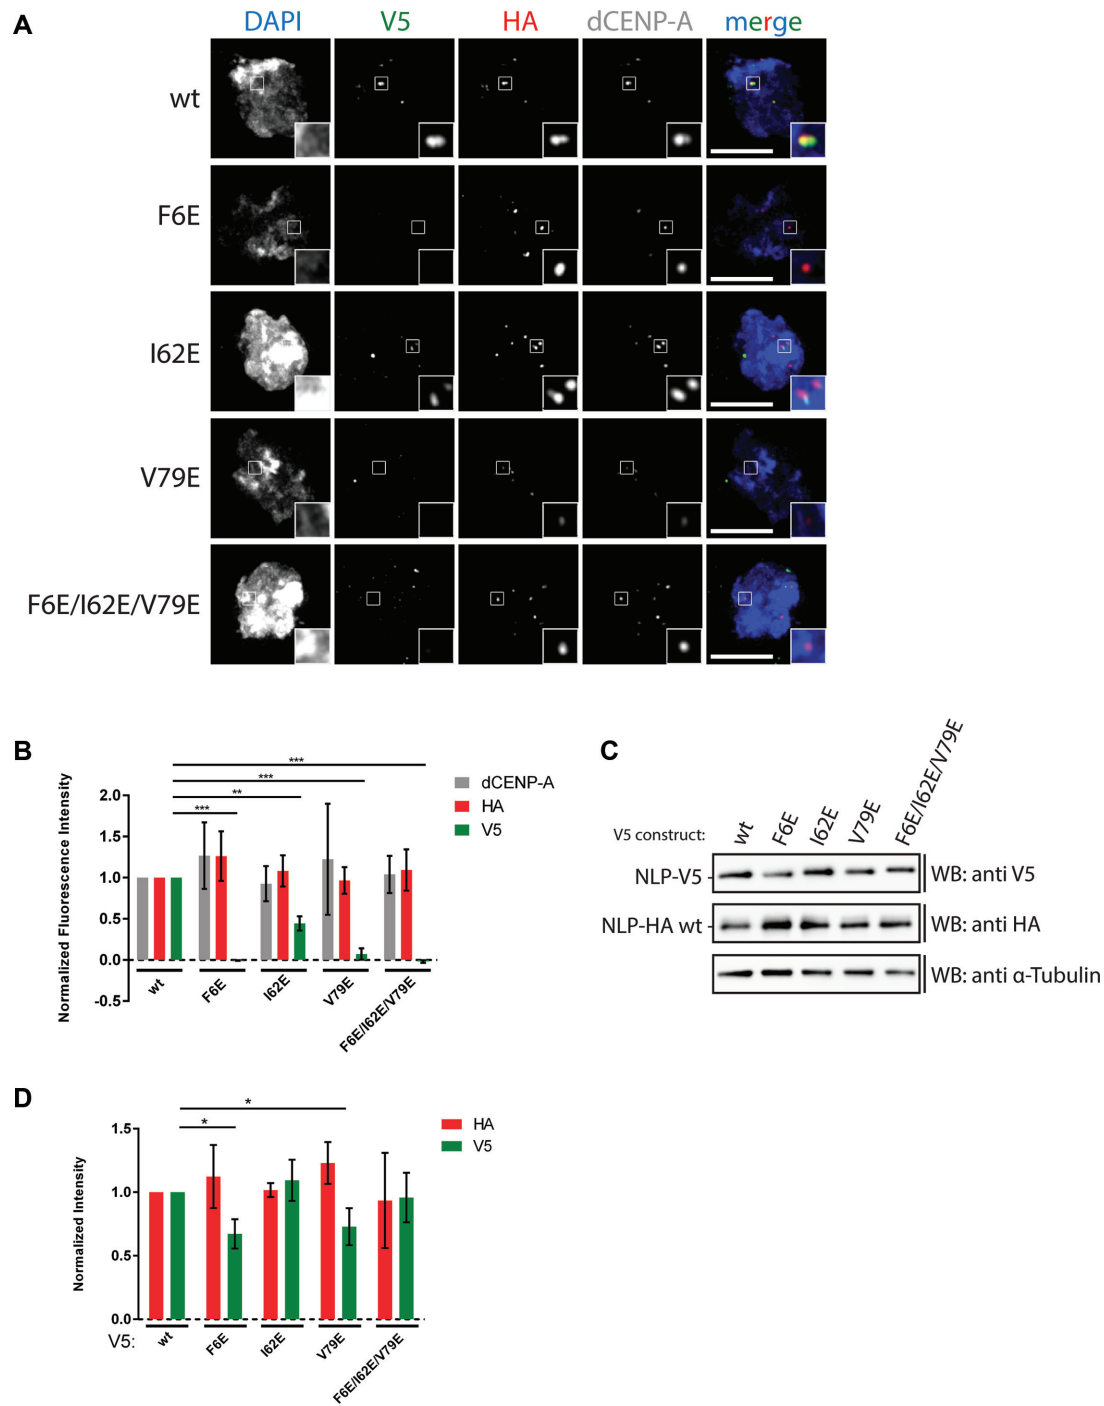 A
DAPI V5 HA dCENP-A merge
wt
F6E
I62E
V79E
F6E/I62E/V79E
B
Normalized Fluorescence Intensity
2.0
1.5
1.0
0.5
0.0
-0.5
***
***
**
***
dCENP-A
HA
V5
wt F6E I62E V79E F6E/I62E/V79E
C
V5 construct: wt F6E I62E V79E F6E/I62E/V79E
NLP-V5 - WB: anti V5
NLP-HA wt - WB: anti HA
WB: anti α-Tubulin
D
Normalized Intensity
1.5
1.0
0.5
0.0
*
*
HA
V5
V5: wt F6E I62E V79E F6E/I62E/V79E